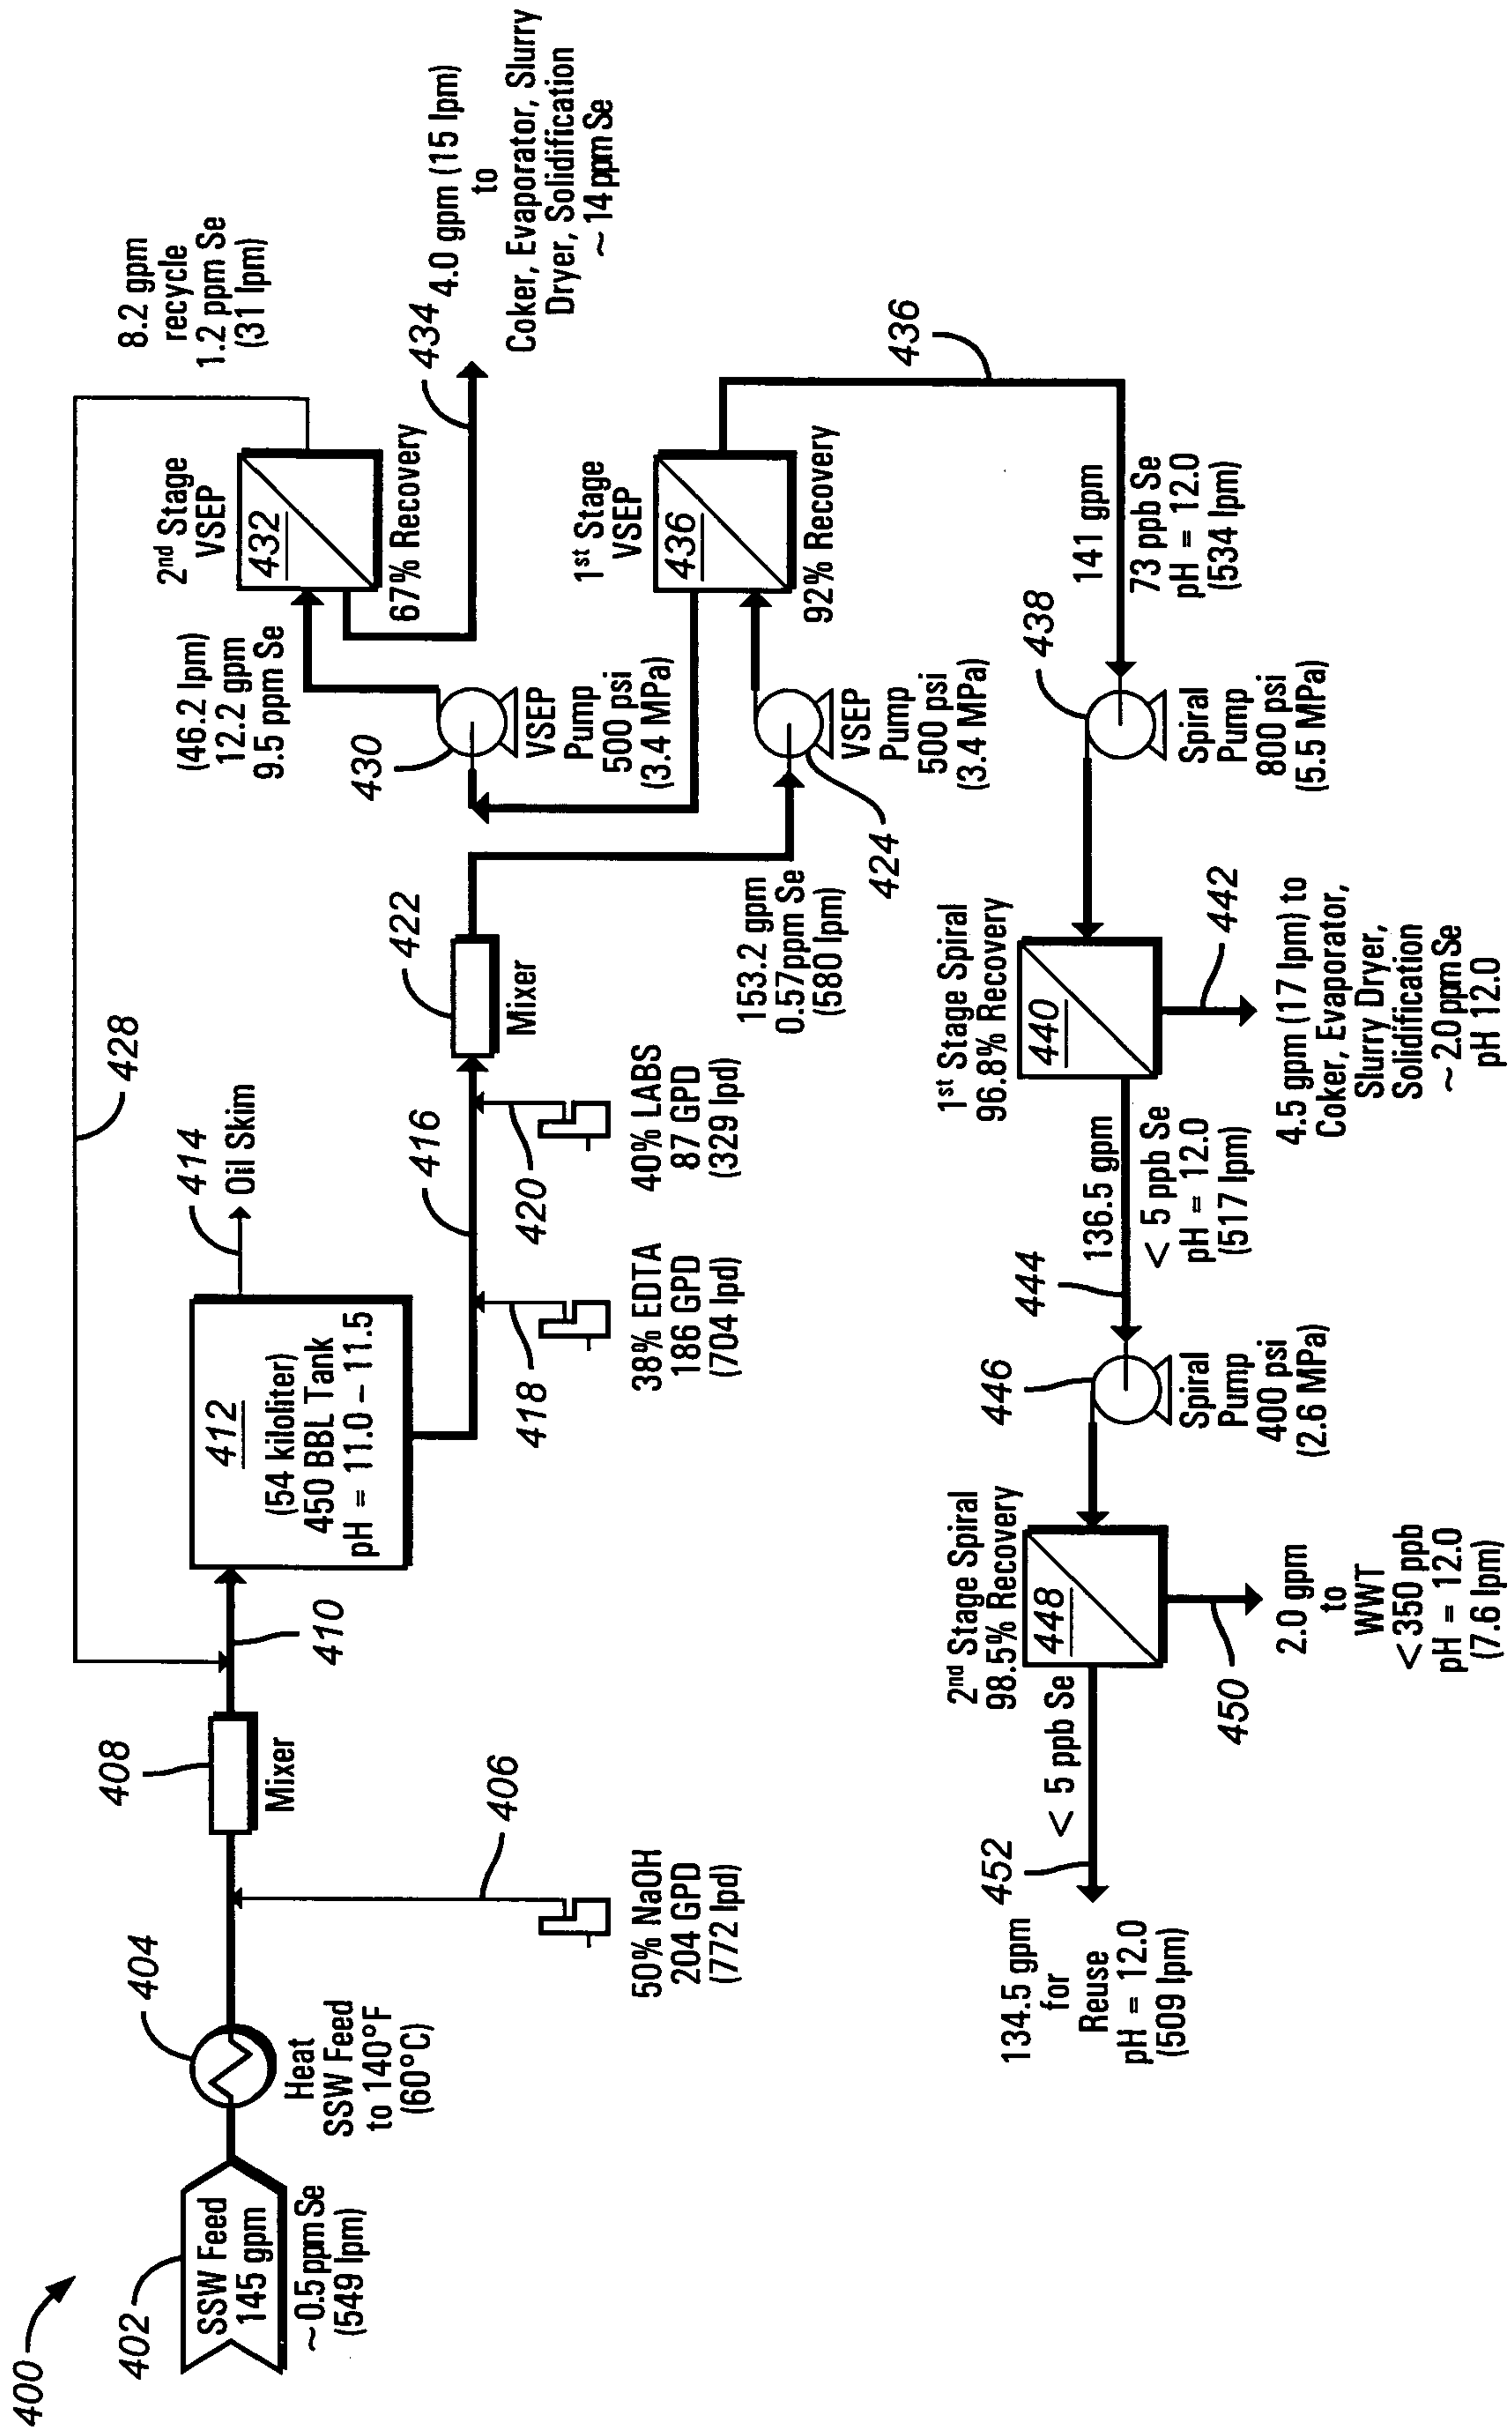 400
402
SSW Feed
145 gpm
~0.5 ppm Se
(549 lpm)
404
Heat
SSW Feed
to 140°F
(60°C)
406
50% NaOH
204 GPD
(772 lpd)
408
Mixer
410
412
(54 kiloliter)
450 BBL Tank
pH = 11.0 – 11.5
414
Oil Skim
428
416
418
38% EDTA
186 GPD
(704 lpd)
420
40% LABS
87 GPD
(329 lpd)
422
Mixer
153.2 gpm
0.57ppm Se
(580 lpm)
424
VSEP
Pump
500 psi
(3.4 MPa)
430
VSEP
Pump
500 psi
(3.4 MPa)
(46.2 lpm)
12.2 gpm
9.5 ppm Se
2nd Stage
VSEP
432
67% Recovery
8.2 gpm
recycle
1.2 ppm Se
(31 lpm)
434
4.0 gpm (15 lpm)
to
Coker, Evaporator, Slurry
Dryer, Solidification
~ 14 ppm Se
1st Stage
VSEP
436
92% Recovery
436
141 gpm
73 ppb Se
pH = 12.0
(534 lpm)
438
Spiral
Pump
800 psi
(5.5 MPa)
1st Stage Spiral
96.8% Recovery
440
442
4.5 gpm (17 lpm) to
Coker, Evaporator,
Slurry Dryer,
Solidification
~ 2.0 ppm Se
pH 12.0
136.5 gpm
< 5 ppb Se
pH = 12.0
(517 lpm)
444
446
Spiral
Pump
400 psi
(2.6 MPa)
2nd Stage Spiral
98.5% Recovery
448
450
2.0 gpm
to
WWT
<350 ppb
pH = 12.0
(7.6 lpm)
< 5 ppb Se
452
134.5 gpm
for
Reuse
pH = 12.0
(509 lpm)